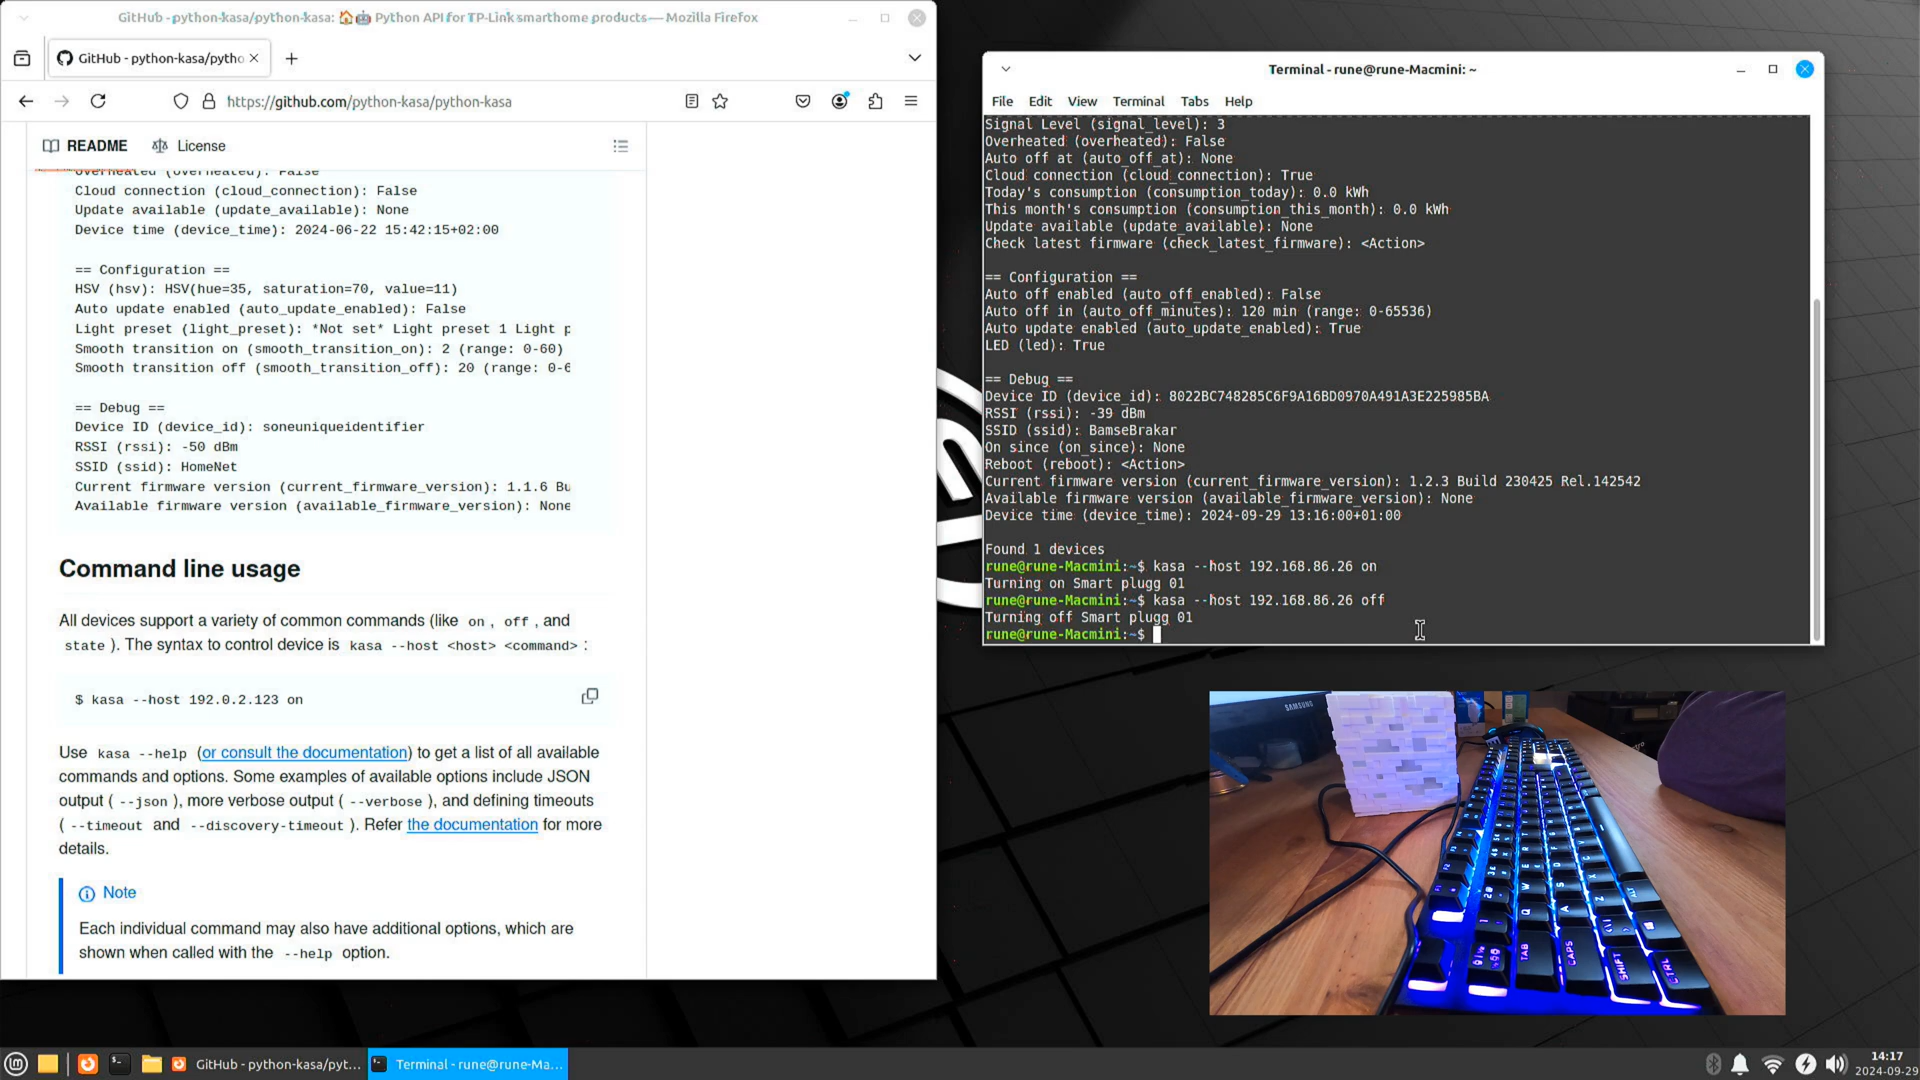 GitHub - python-kasa/python-kasa: 🏠🤖 Python API for TP-Link smarthome products — Mozilla Firefox
GitHub - python-kasa/pytho
https://github.com/python-kasa/python-kasa
README
License
Overheated (overheated): False
Cloud connection (cloud_connection): False
Update available (update_available): None
Device time (device_time): 2024-06-22 15:42:15+02:00
== Configuration ==
HSV (hsv): HSV(hue=35, saturation=70, value=11)
Auto update enabled (auto_update_enabled): False
Light preset (light_preset): *Not set* Light preset 1 Light p
Smooth transition on (smooth_transition_on): 2 (range: 0-60)
Smooth transition off (smooth_transition_off): 20 (range: 0-6
== Debug ==
Device ID (device_id): soneuniqueidentifier
RSSI (rssi): -50 dBm
SSID (ssid): HomeNet
Current firmware version (current_firmware_version): 1.1.6 Bu
Available firmware version (available_firmware_version): None
Command line usage
All devices support a variety of common commands (like on, off, and
state). The syntax to control device is kasa --host <host> <command>:
$ kasa --host 192.0.2.123 on
Use kasa --help (or consult the documentation) to get a list of all available
commands and options. Some examples of available options include JSON
output (--json), more verbose output (--verbose), and defining timeouts
(--timeout and --discovery-timeout). Refer the documentation for more
details.
Note
Each individual command may also have additional options, which are
shown when called with the --help option.
Terminal - rune@rune-Macmini: ~
File Edit View Terminal Tabs Help
Signal Level (signal_level): 3
Overheated (overheated): False
Auto off at (auto_off_at): None
Cloud connection (cloud_connection): True
Today's consumption (consumption_today): 0.0 kWh
This month's consumption (consumption_this_month): 0.0 kWh
Update available (update_available): None
Check latest firmware (check_latest_firmware): <Action>
== Configuration ==
Auto off enabled (auto_off_enabled): False
Auto off in (auto_off_minutes): 120 min (range: 0-65536)
Auto update enabled (auto_update_enabled): True
LED (led): True
== Debug ==
Device ID (device_id): 8022BC748285C6F9A16BD0970A491A3E225985BA
RSSI (rssi): -39 dBm
SSID (ssid): BamseBrakar
On since (on_since): None
Reboot (reboot): <Action>
Current firmware version (current_firmware_version): 1.2.3 Build 230425 Rel.142542
Available firmware version (available_firmware_version): None
Device time (device_time): 2024-09-29 13:16:00+01:00
Found 1 devices
rune@rune-Macmini:~$ kasa --host 192.168.86.26 on
Turning on Smart plugg 01
rune@rune-Macmini:~$ kasa --host 192.168.86.26 off
Turning off Smart plugg 01
rune@rune-Macmini:~$
SAMSUNG
TAB
CAPS
SHIFT
CTRL
GitHub - python-kasa/pyt...
Terminal - rune@rune-Ma...
14:17
2024-09-29